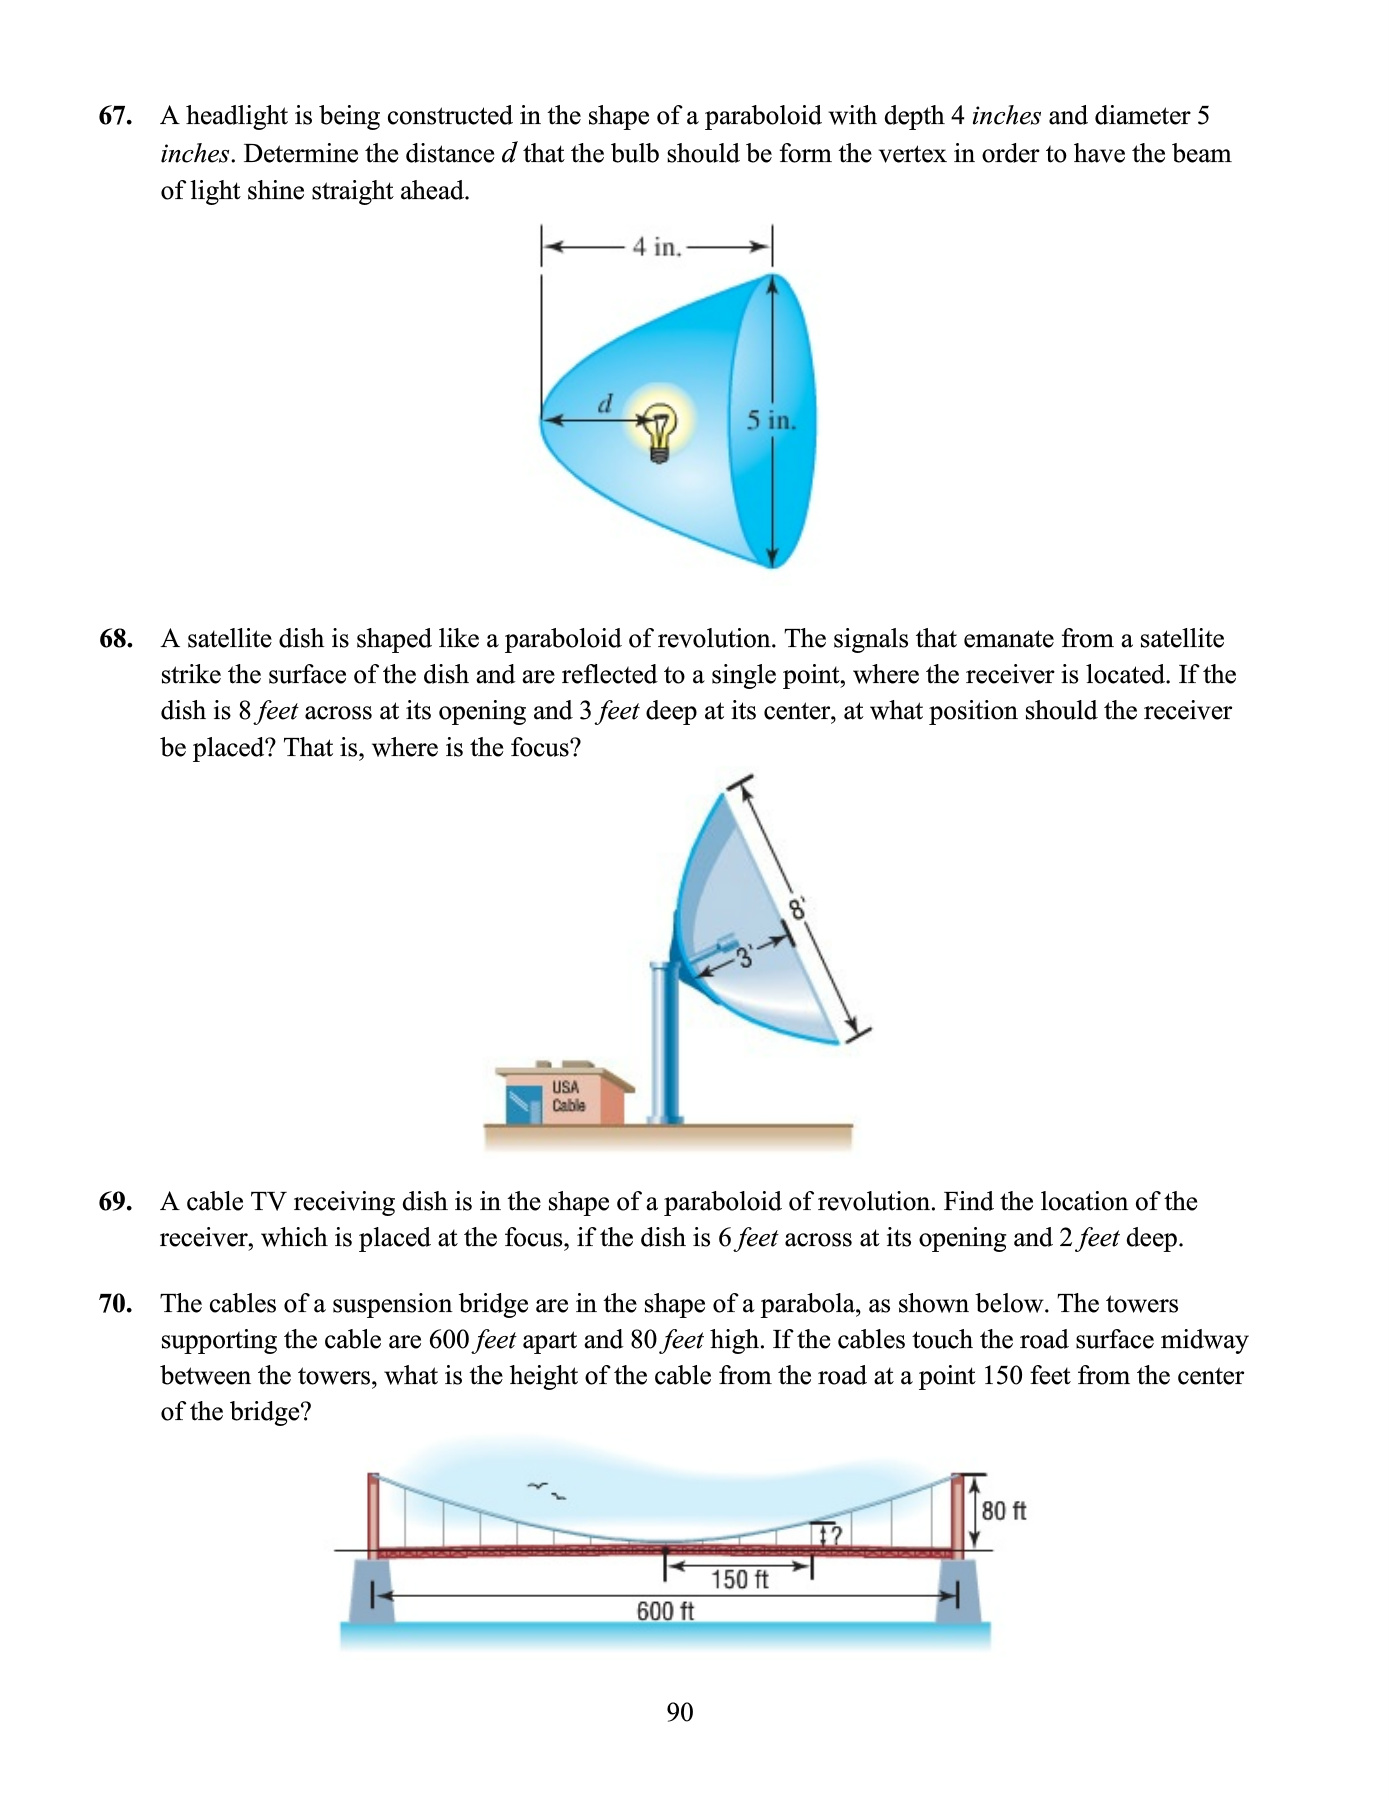 67. A headlight is being constructed in the shape of a paraboloid with depth 4 inches and diameter 5
inches. Determine the distance d that the bulb should be form the vertex in order to have the beam
of light shine straight ahead.
4 in.
d
5 in.
68. A satellite dish is shaped like a paraboloid of revolution. The signals that emanate from a satellite
strike the surface of the dish and are reflected to a single point, where the receiver is located. If the
dish is 8 feet across at its opening and 3 feet deep at its center, at what position should the receiver
be placed? That is, where is the focus?
8'
3'
USA
Cable
69. A cable TV receiving dish is in the shape of a paraboloid of revolution. Find the location of the
receiver, which is placed at the focus, if the dish is 6 feet across at its opening and 2 feet deep.
70. The cables of a suspension bridge are in the shape of a parabola, as shown below. The towers
supporting the cable are 600 feet apart and 80 feet high. If the cables touch the road surface midway
between the towers, what is the height of the cable from the road at a point 150 feet from the center
of the bridge?
80 ft
?
150 ft
600 ft
90